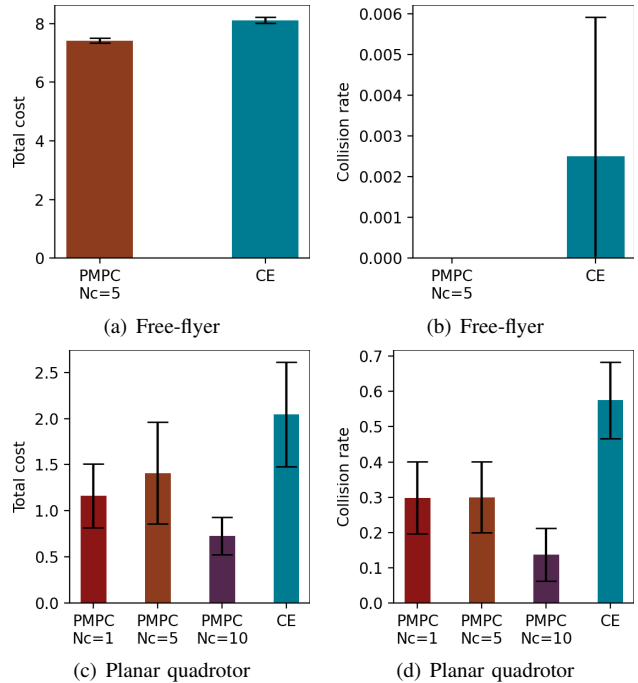 8
6
4
2
0
Total cost
PMPC
Nc=5
CE
(a) Free-flyer
0.006
0.005
0.004
0.003
0.002
0.001
0.000
Collision rate
PMPC
Nc=5
CE
(b) Free-flyer
2.5
2.0
1.5
1.0
0.5
0.0
Total cost
PMPC PMPC PMPC CE
Nc=1 Nc=5 Nc=10
(c) Planar quadrotor
0.7
0.6
0.5
0.4
0.3
0.2
0.1
0.0
Collision rate
PMPC PMPC PMPC CE
Nc=1 Nc=5 Nc=10
(d) Planar quadrotor